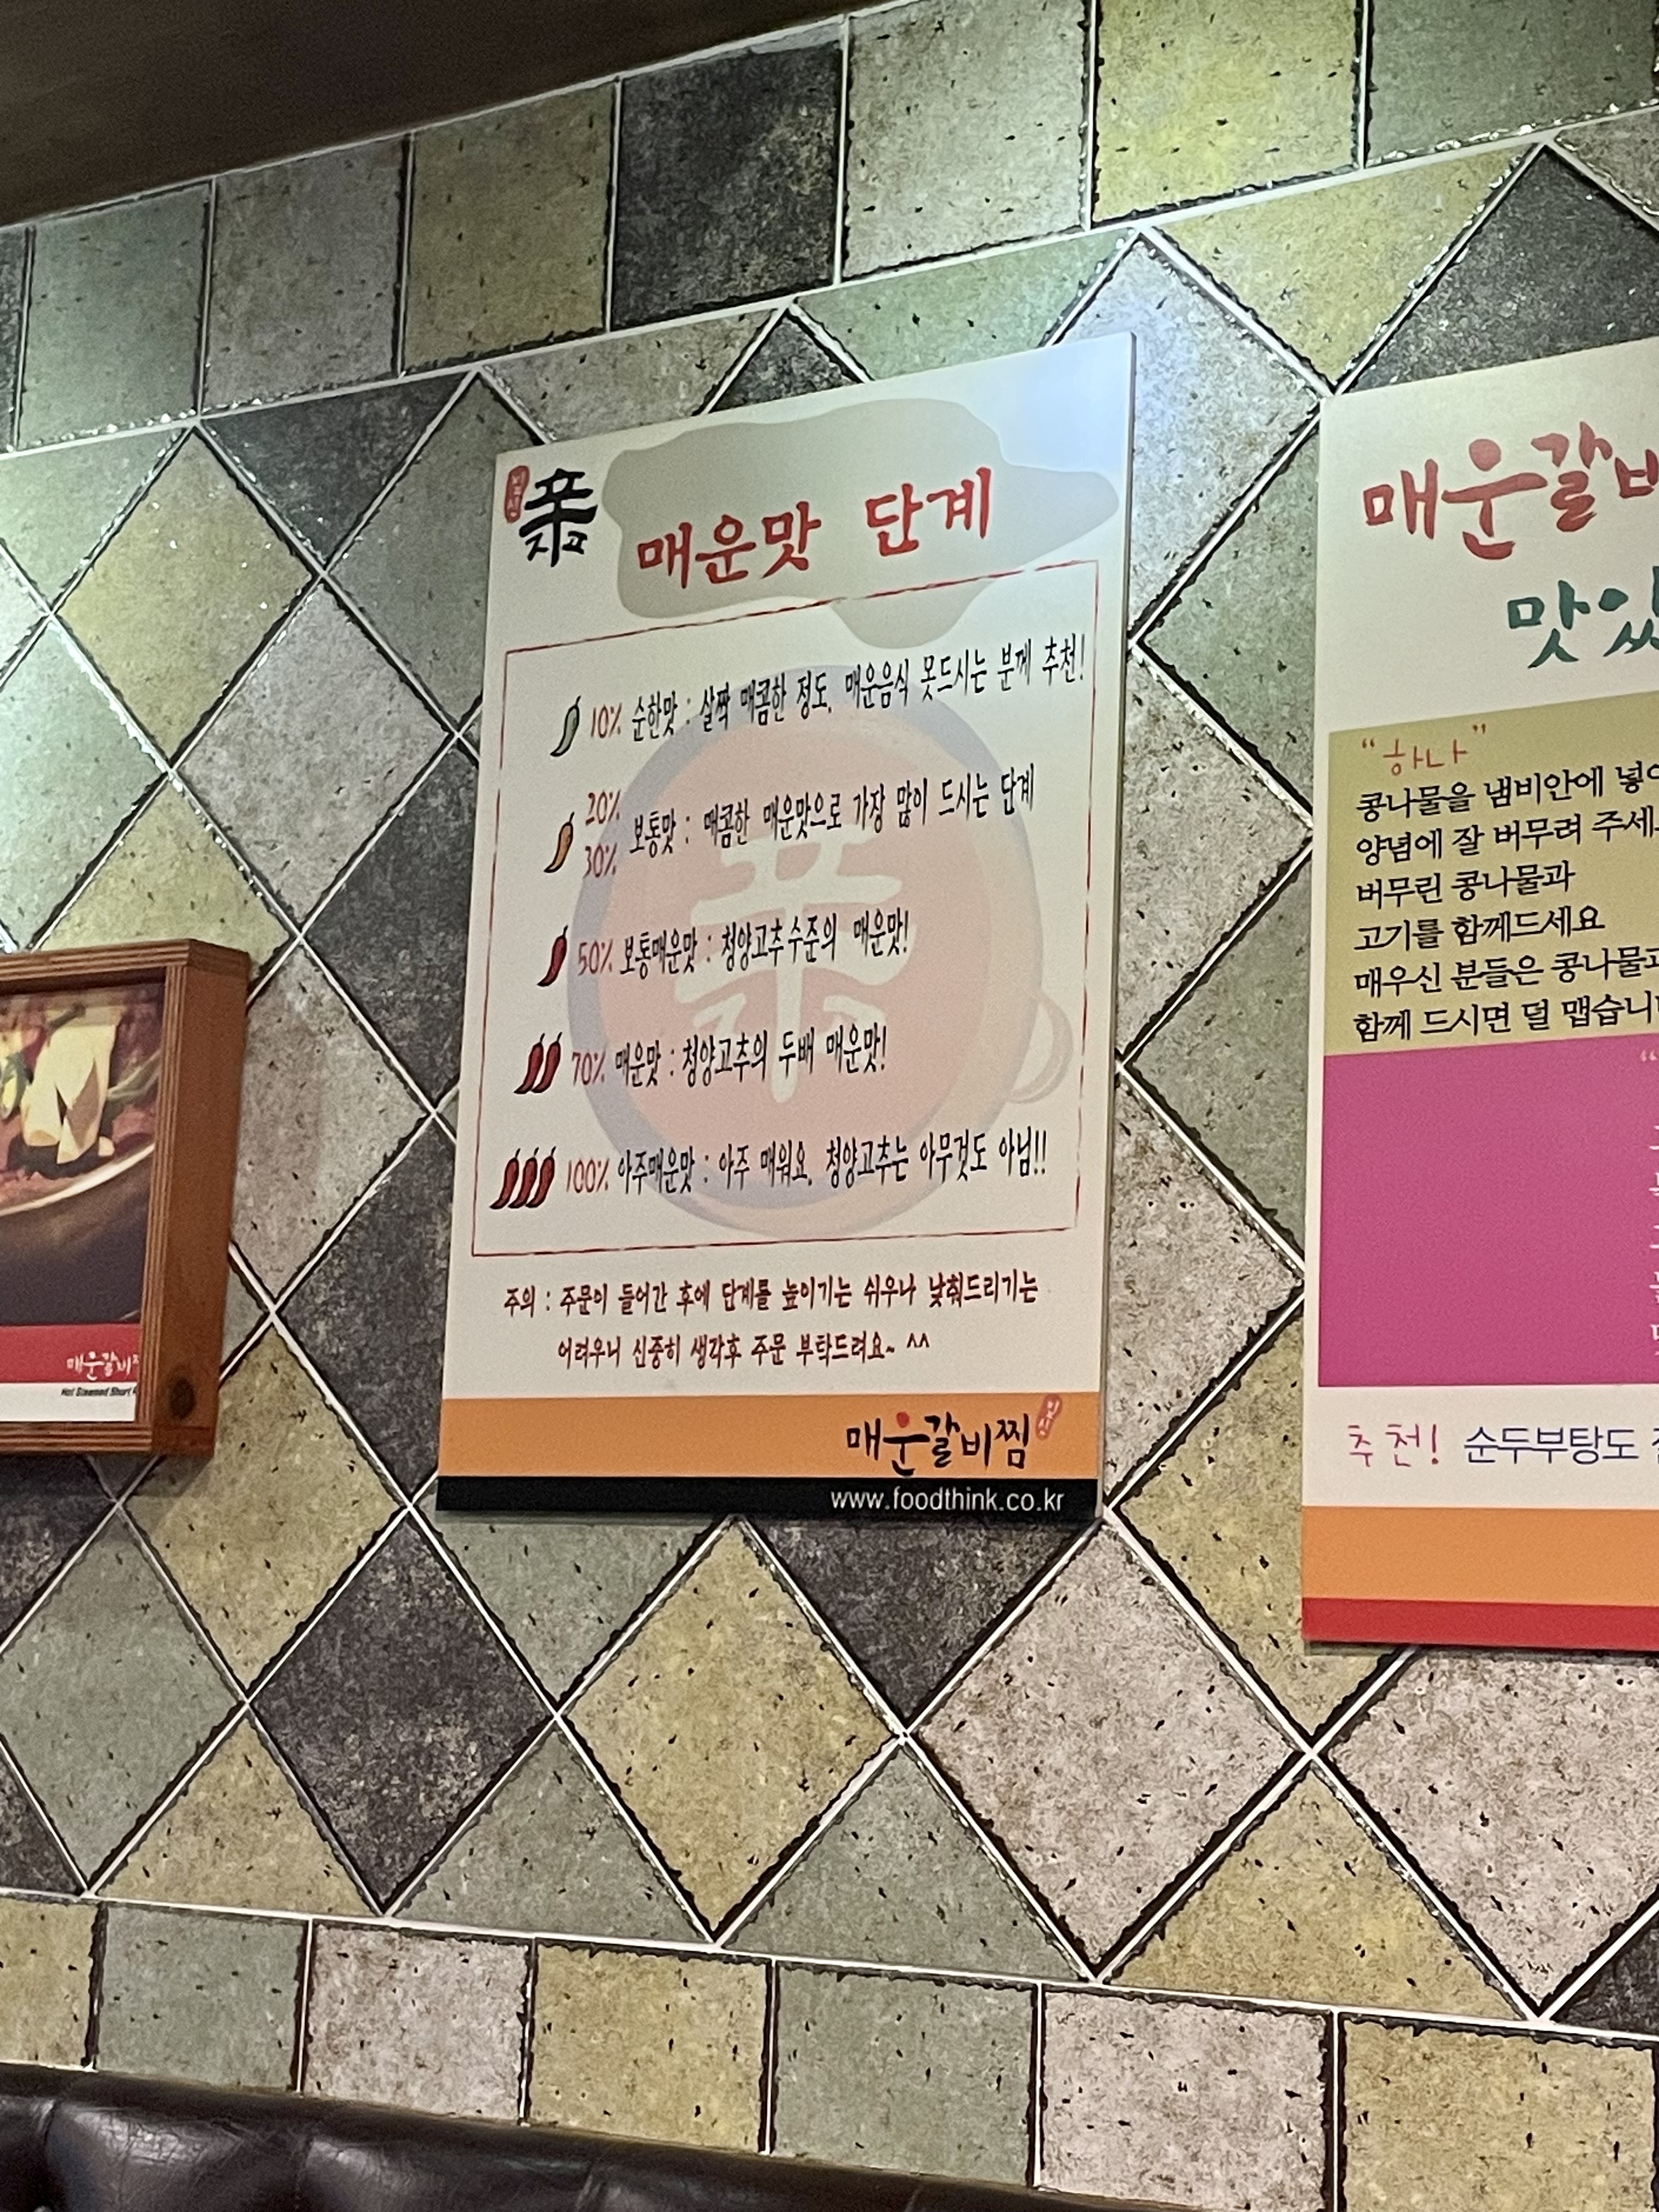 매운맛 단계
10% 순한맛 : 살짝 매콤한 정도, 매운음식 못드시는 분께 추천!
20%
30% 보통맛 : 매콤한 매운맛으로 가장 많이 드시는 단계
50% 보통매운맛 : 청양고추수준의 매운맛!
70% 매운맛 : 청양고추의 두배 매운맛!
100% 아주매운맛 : 아주 매워요. 청양고추는 아무것도 아님!!
주의 : 주문이 들어간 후에 단계를 높이기는 쉬우나 낮춰드리기는
어려우니 신중히 생각후 주문 부탁드려요~ ^^
매운갈비찜
www.foodthink.co.kr
매운갈비
맛있
"하나"
콩나물을 냄비안에 넣어
양념에 잘 버무려 주세
버무린 콩나물과
고기를 함께드세요
매우신 분들은 콩나물과
함께 드시면 덜 맵습니
추천! 순두부탕도
매운갈비
Hot Steamed Short